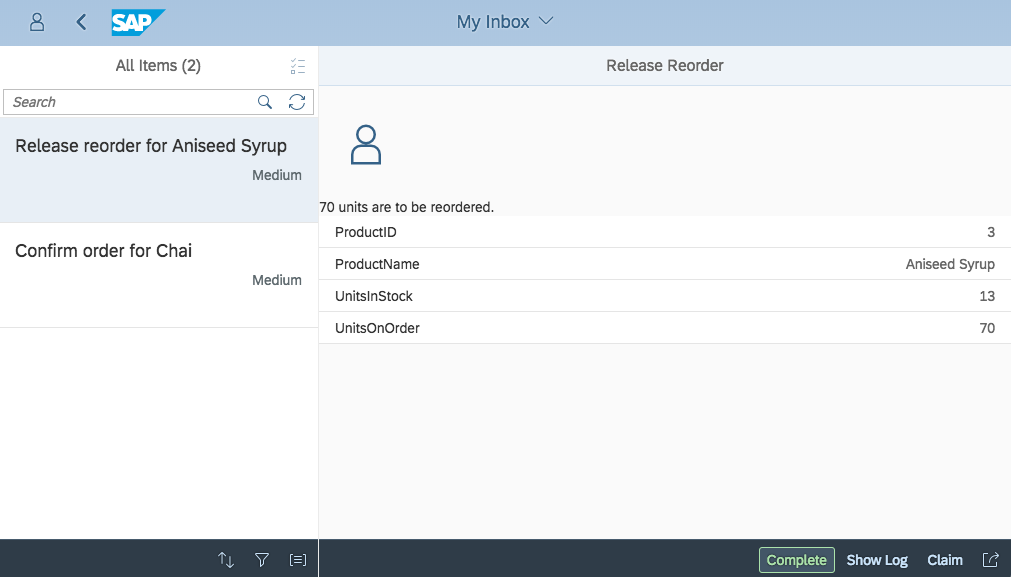 SAP
My Inbox
All Items (2)
Release Reorder
Search
Release reorder for Aniseed Syrup
Medium
Confirm order for Chai
Medium
70 units are to be reordered.
ProductID 3
ProductName Aniseed Syrup
UnitsInStock 13
UnitsOnOrder 70
Complete Show Log Claim